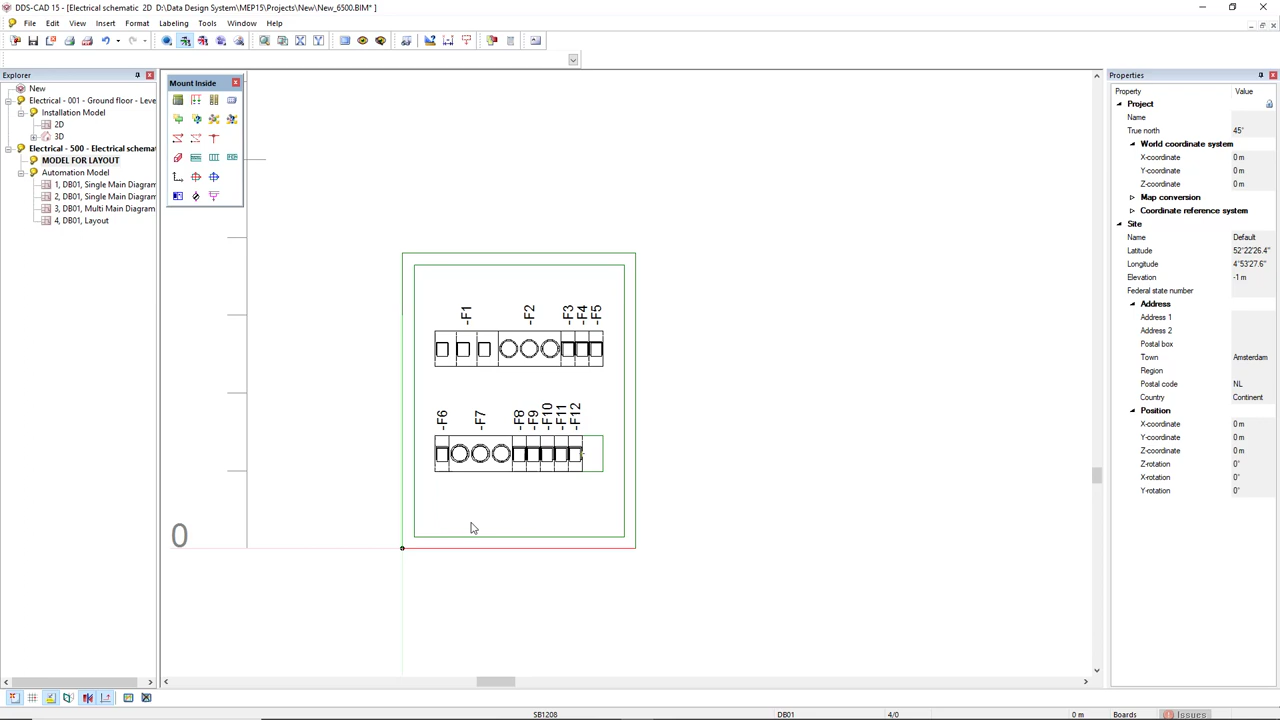 DDS-CAD 15 - [Electrical schematic  2D  D:\Data Design System\MEP15\Projects\New\New_6500.BIM* ]
File Edit View Insert Format Labeling Tools Window Help
Explorer
New
Electrical - 001 - Ground floor - Leve
Installation Model
2D
3D
Electrical - 500 - Electrical schema
MODEL FOR LAYOUT
Automation Model
1, DB01, Single Main Diagram
2, DB01, Single Main Diagram
3, DB01, Multi Main Diagram
4, DB01, Layout
Mount Inside
-F1
-F2
-F3
-F4
-F5
-F6
-F7
-F8
-F9
-F10
-F11
-F12
0
Properties
Property Value
Project
Name
True north 45°
World coordinate system
X-coordinate 0 m
Y-coordinate 0 m
Z-coordinate 0 m
Map conversion
Coordinate reference system
Site
Name Default
Latitude 52°22'26.4"
Longitude 4°53'27.6"
Elevation -1 m
Federal state number
Address
Address 1
Address 2
Postal box
Town Amsterdam
Region
Postal code NL
Country Continent
Position
X-coordinate 0 m
Y-coordinate 0 m
Z-coordinate 0 m
Z-rotation 0°
X-rotation 0°
Y-rotation 0°
SB1208 DB01 4/0 0 m Boards Issues